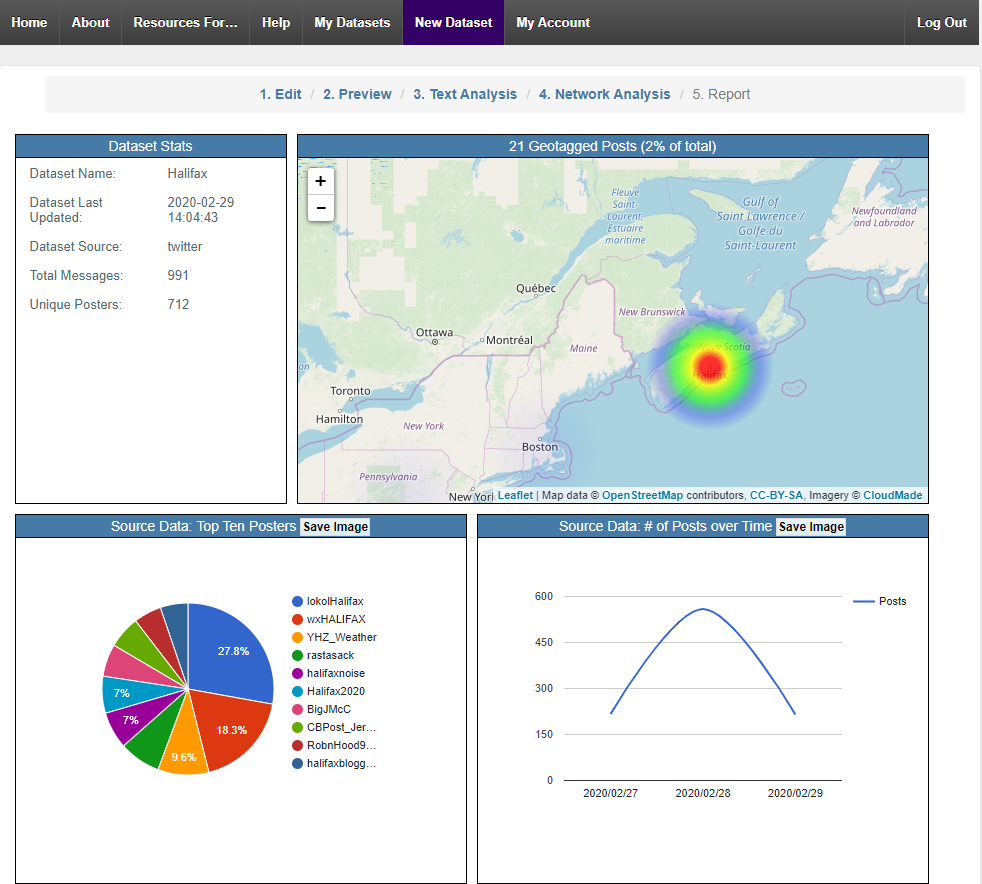 Home About Resources For... Help My Datasets New Dataset My Account Log Out
1. Edit / 2. Preview / 3. Text Analysis / 4. Network Analysis / 5. Report
Dataset Stats
Dataset Name: Halifax
Dataset Last Updated: 2020-02-29 14:04:43
Dataset Source: twitter
Total Messages: 991
Unique Posters: 712
21 Geotagged Posts (2% of total)
+
−
Fleuve
Saint-
Laurent,
Estuaire
maritime
Gulf of
Saint Lawrence /
Golfe du
Saint-Laurent
Newfoundland
and Labrador
Québec
New Brunswick
Ottawa
Montréal
Maine
Nova Scotia
Halifax
on
Toronto
Hamilton
New York
Boston
Pennsylvania
New Yorl
Leaflet | Map data © OpenStreetMap contributors, CC-BY-SA, Imagery © CloudMade
Source Data: Top Ten Posters Save Image
27.8%
18.3%
9.6%
7%
7%
lokolHalifax
wxHALIFAX
YHZ_Weather
rastasack
halifaxnoise
Halifax2020
BigJMcC
CBPost_Jer...
RobnHood9...
halifaxblogg...
Source Data: # of Posts over Time Save Image
600
450
300
150
0
2020/02/27 2020/02/28 2020/02/29
Posts